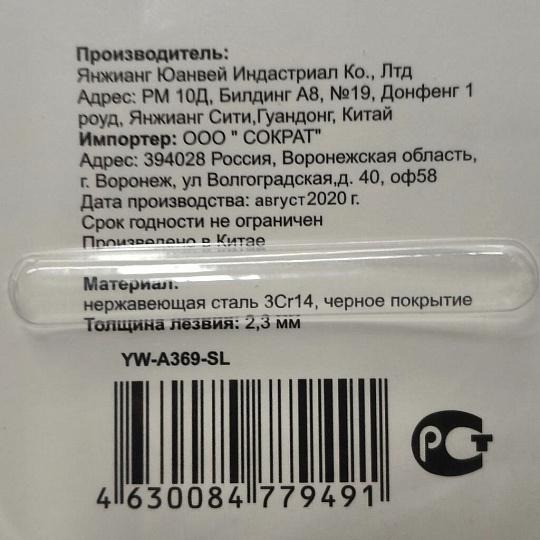 Производитель:
Янжианг Юанвей Индастриал Ко., Лтд
Адрес: РМ 10Д, Билдинг А8, №19, Донфенг 1
роуд, Янжианг Сити,Гуандонг, Китай
Импортер: ООО " СОКРАТ"
Адрес: 394028 Россия, Воронежская область,
г. Воронеж, ул Волгоградская,д. 40, оф58
Дата производства: август2020 г.
Срок годности не ограничен
Произведено в Китае
Материал:
нержавеющая сталь 3Cr14, черное покрытие
Толщина лезвия: 2,3 мм
YW-A369-SL
4 630084 779491
РСТ